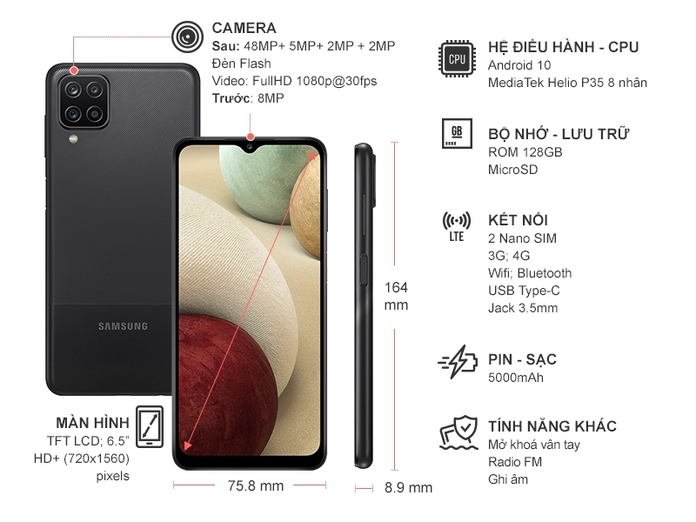 CAMERA
Sau: 48MP+ 5MP+ 2MP + 2MP
Đèn Flash
Video: FullHD 1080p@30fps
Trước: 8MP
SAMSUNG
MÀN HÌNH
TFT LCD; 6.5”
HD+ (720x1560)
pixels
75.8 mm
164
mm
8.9 mm
CPU
HỆ ĐIỀU HÀNH - CPU
Android 10
MediaTek Helio P35 8 nhân
GB
BỘ NHỚ - LƯU TRỮ
ROM 128GB
MicroSD
LTE
KẾT NỐI
2 Nano SIM
3G; 4G
Wifi; Bluetooth
USB Type-C
Jack 3.5mm
PIN - SẠC
5000mAh
TÍNH NĂNG KHÁC
Mở khoá vân tay
Radio FM
Ghi âm